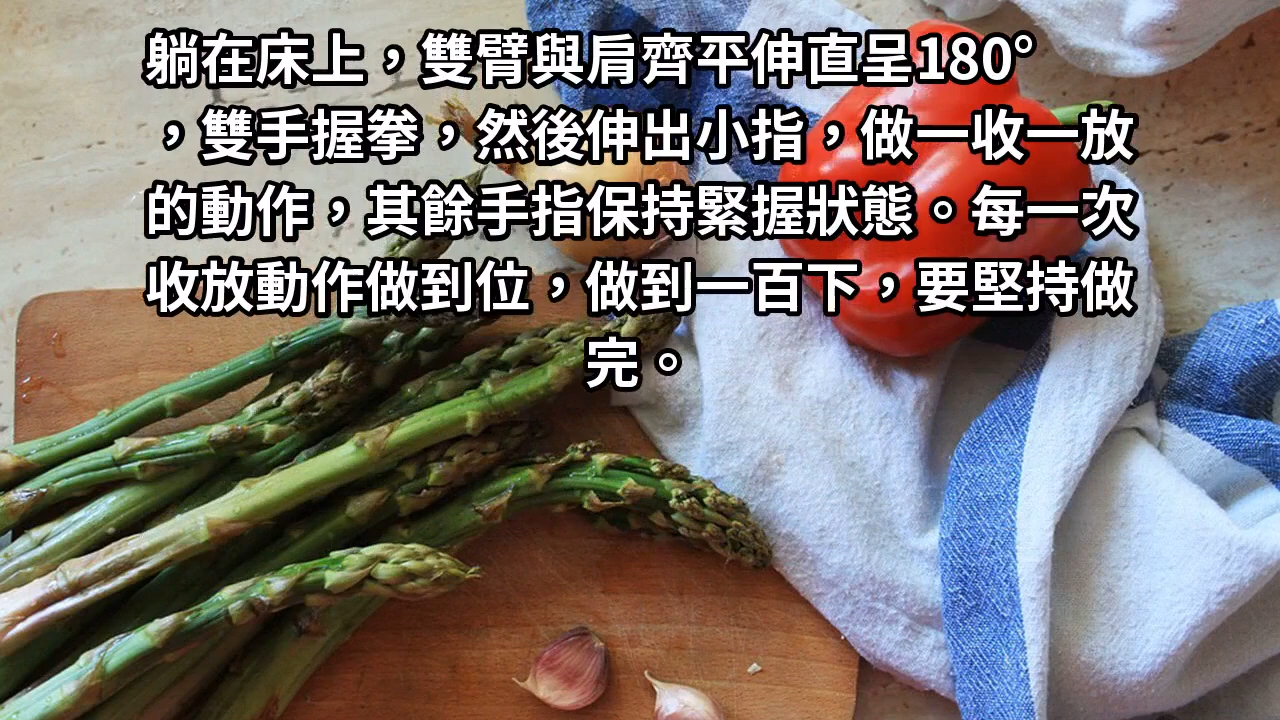 躺在床上，雙臂與肩齊平伸直呈180°
，雙手握拳，然後伸出小指，做一收一放
的動作，其餘手指保持緊握狀態。每一次
收放動作做到位，做到一百下，要堅持做
完。